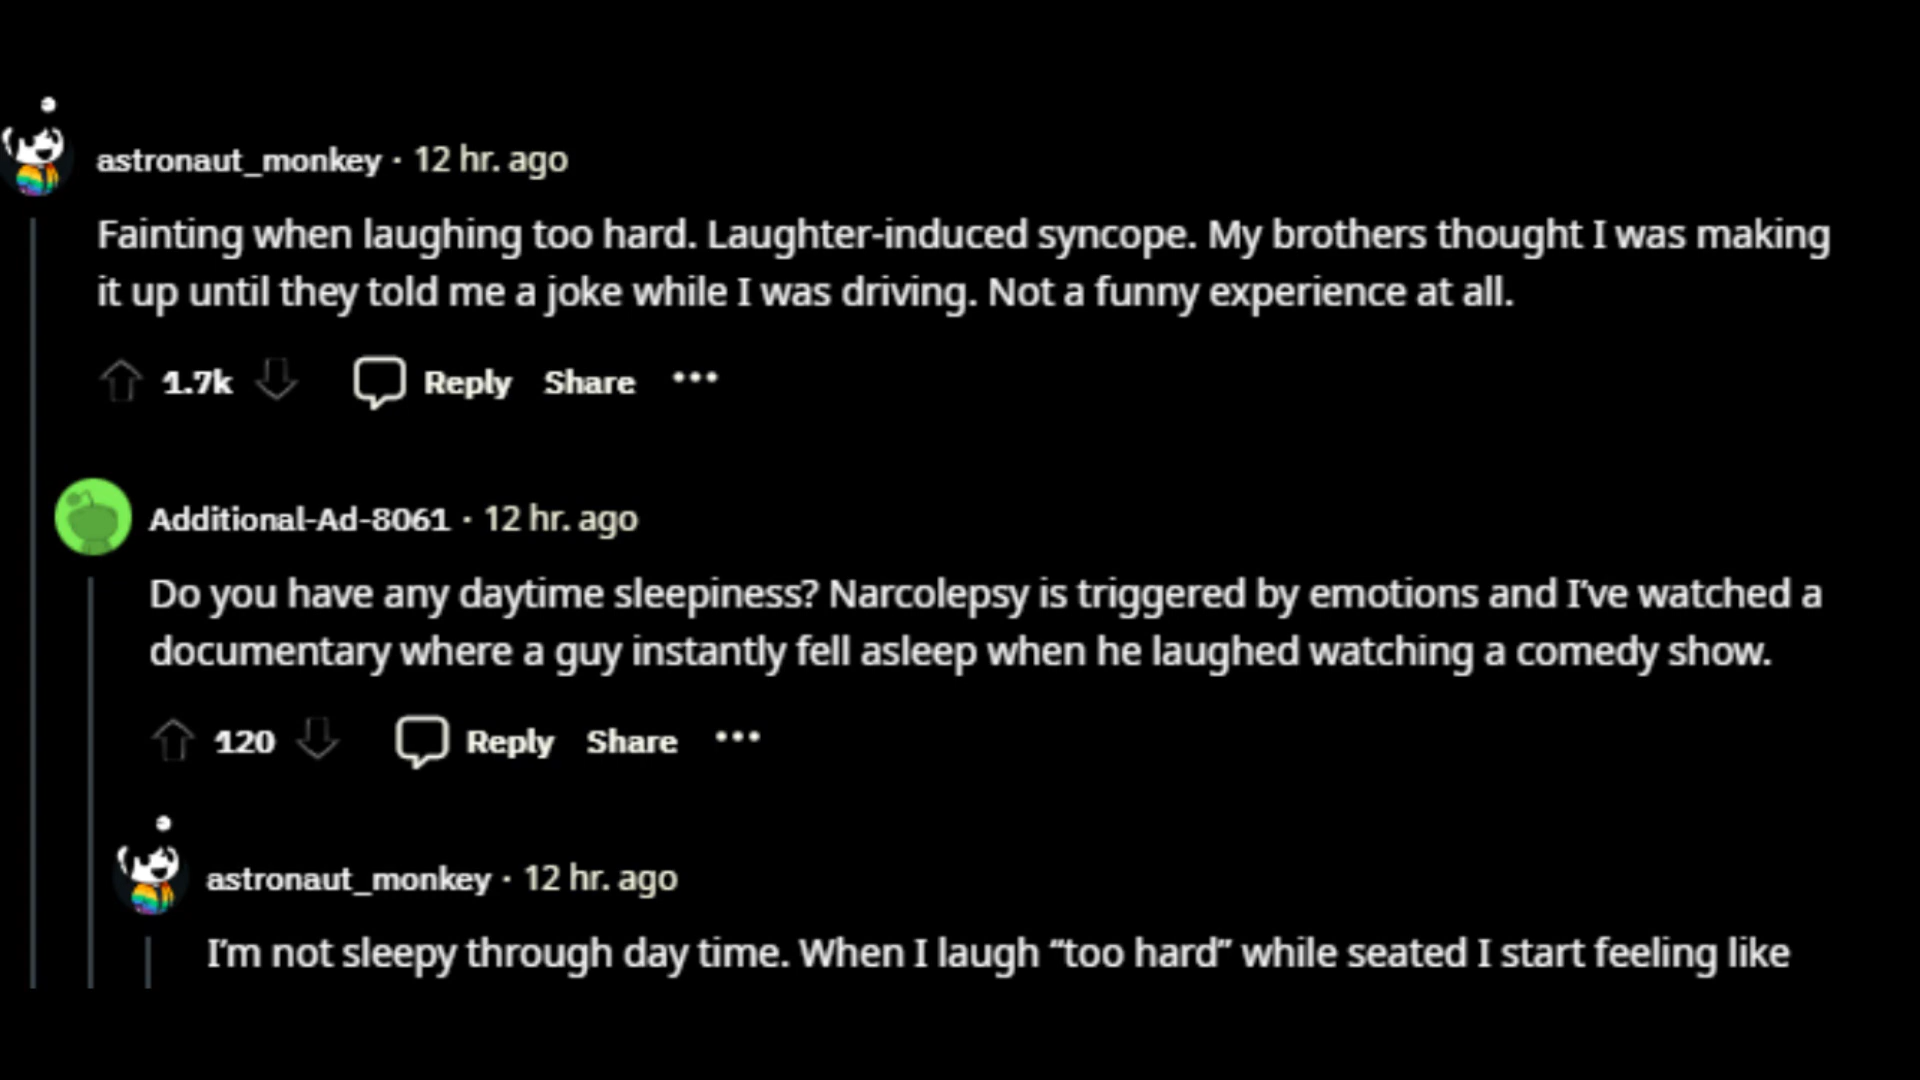 astronaut_monkey · 12 hr. ago
Fainting when laughing too hard. Laughter-induced syncope. My brothers thought I was making
it up until they told me a joke while I was driving. Not a funny experience at all.
1.7k Reply Share •••
Additional-Ad-8061 · 12 hr. ago
Do you have any daytime sleepiness? Narcolepsy is triggered by emotions and I’ve watched a
documentary where a guy instantly fell asleep when he laughed watching a comedy show.
120 Reply Share •••
astronaut_monkey · 12 hr. ago
I’m not sleepy through day time. When I laugh “too hard” while seated I start feeling like